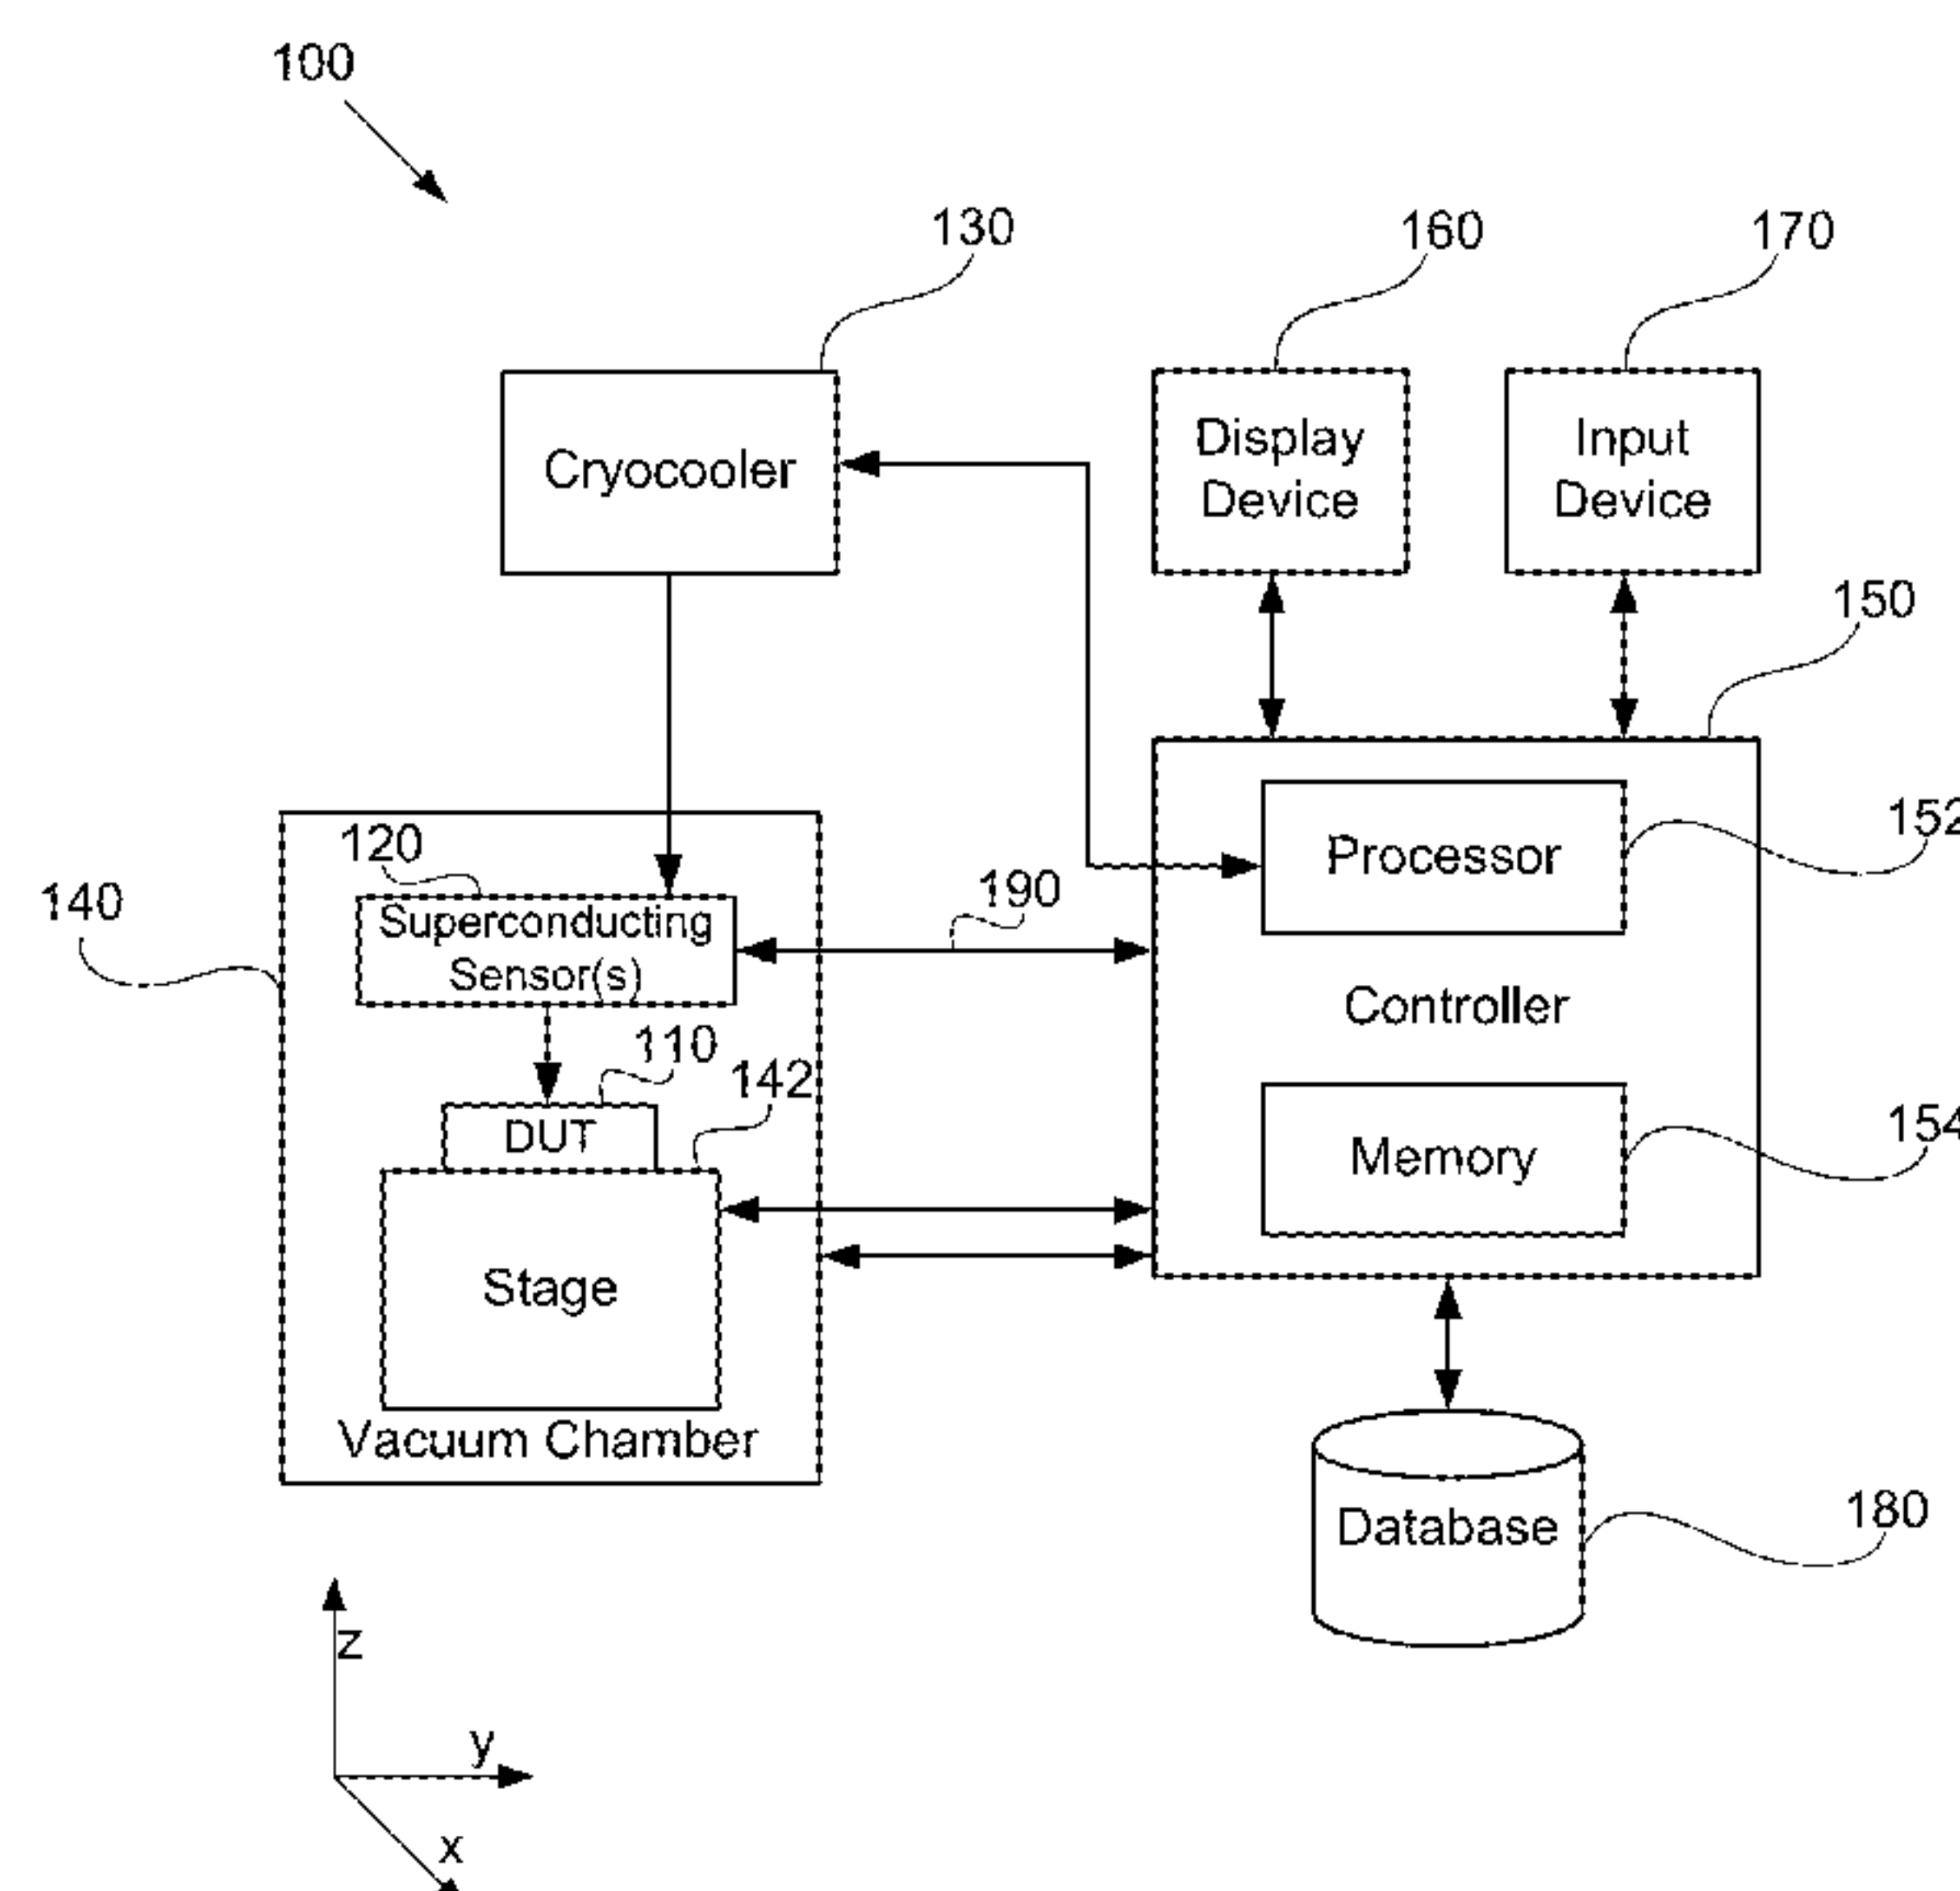 100
130
160
170
Cryocooler
Display
Device
Input
Device
150
120
Superconducting
Sensor(s)
140
190
110
142
DUT
Stage
Vacuum Chamber
Processor
152
Controller
Memory
154
Database
180
z
y
x